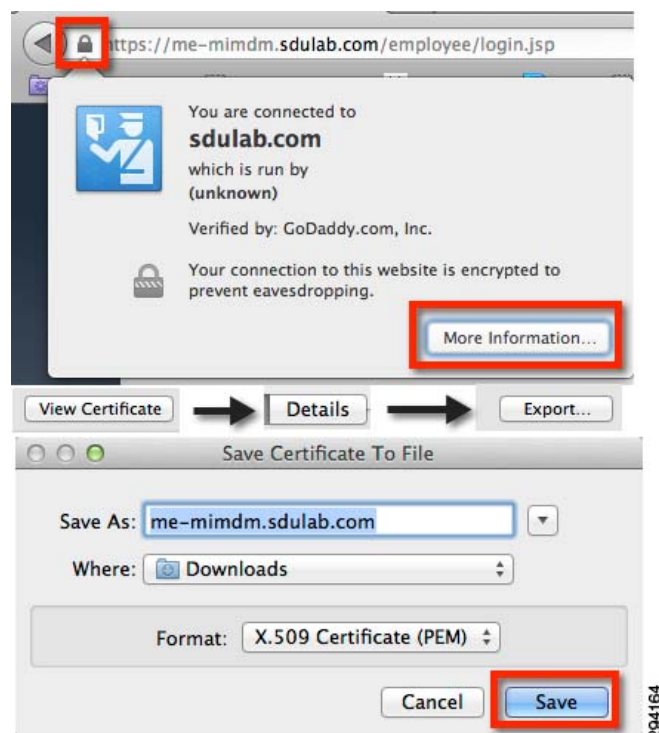 https://me-mimdm.sdulab.com/employee/login.jsp
You are connected to
sdulab.com
which is run by
(unknown)
Verified by: GoDaddy.com, Inc.
Your connection to this website is encrypted to
prevent eavesdropping.
More Information...
View Certificate
Details
Export...
Save Certificate To File
Save As: me-mimdm.sdulab.com
Where: Downloads
Format: X.509 Certificate (PEM)
Cancel
Save
294164